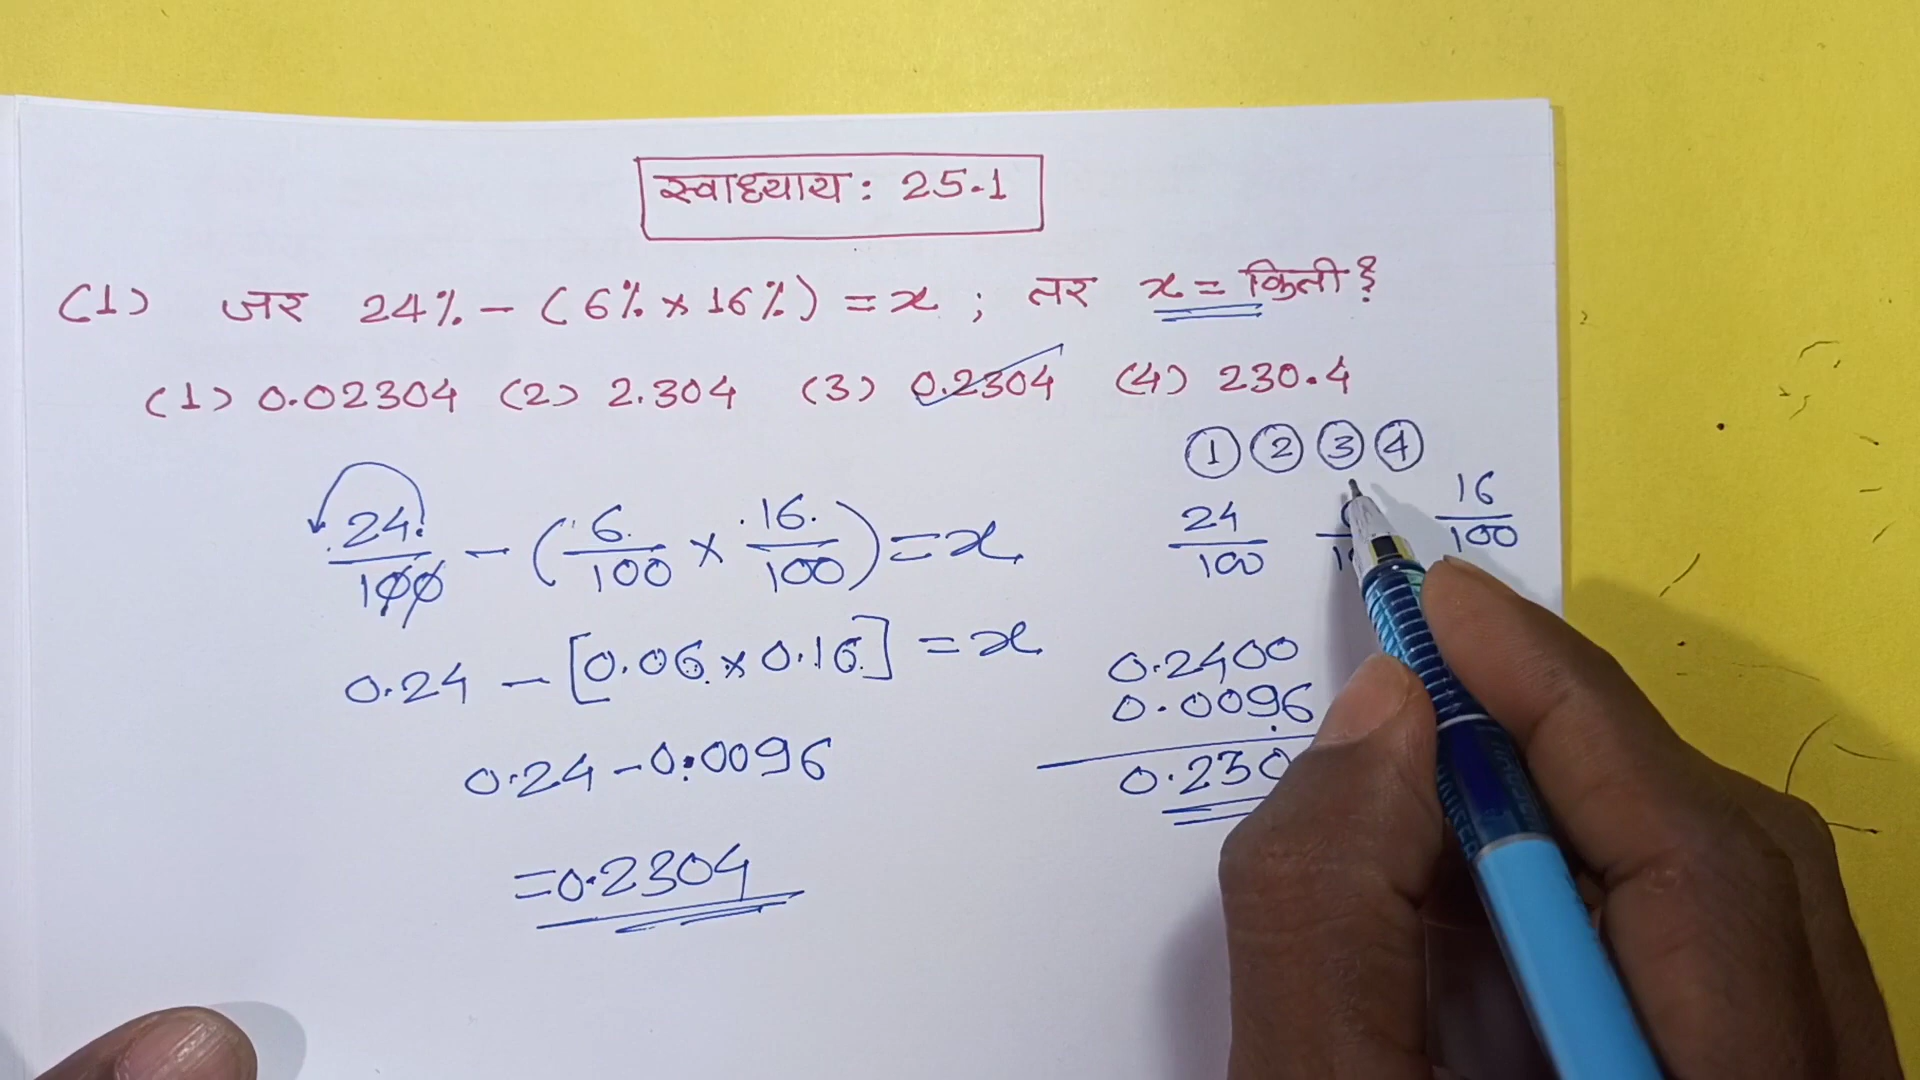 स्वाध्याय : 25.1
(1) जर 24% - (6% × 16%) = x ; तर x = किती?
(1) 0.02304 (2) 2.304 (3) 0.2304 (4) 230.4
1 2 3 4
24/100 16/100
.24./100 - (.6./100 × .16./100) = x
0.24 - [0.06 × 0.16] = x
0.2400
0.0096
0.230
0.24 - 0.0096
= 0.2304